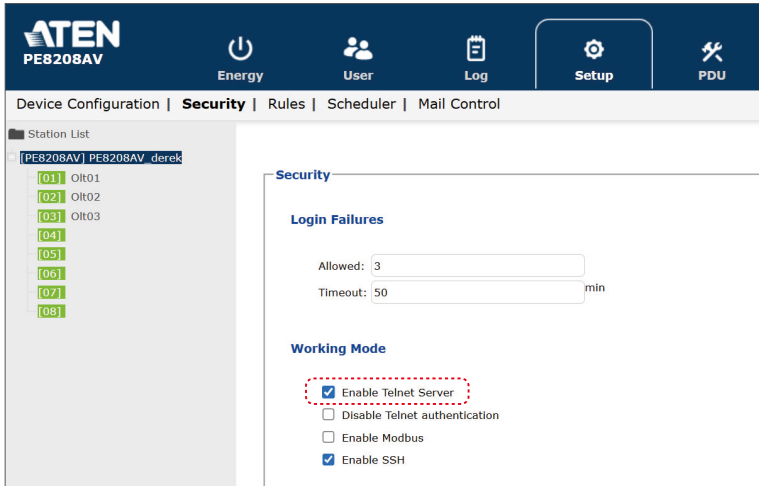 ATEN
PE8208AV
Energy
User
Log
Setup
PDU
Device Configuration | Security | Rules | Scheduler | Mail Control
Station List
[PE8208AV] PE8208AV_derek
[01] Olt01
[02] Olt02
[03] Olt03
[04]
[05]
[06]
[07]
[08]
Security
Login Failures
Allowed: 3
Timeout: 50 min
Working Mode
Enable Telnet Server
Disable Telnet authentication
Enable Modbus
Enable SSH